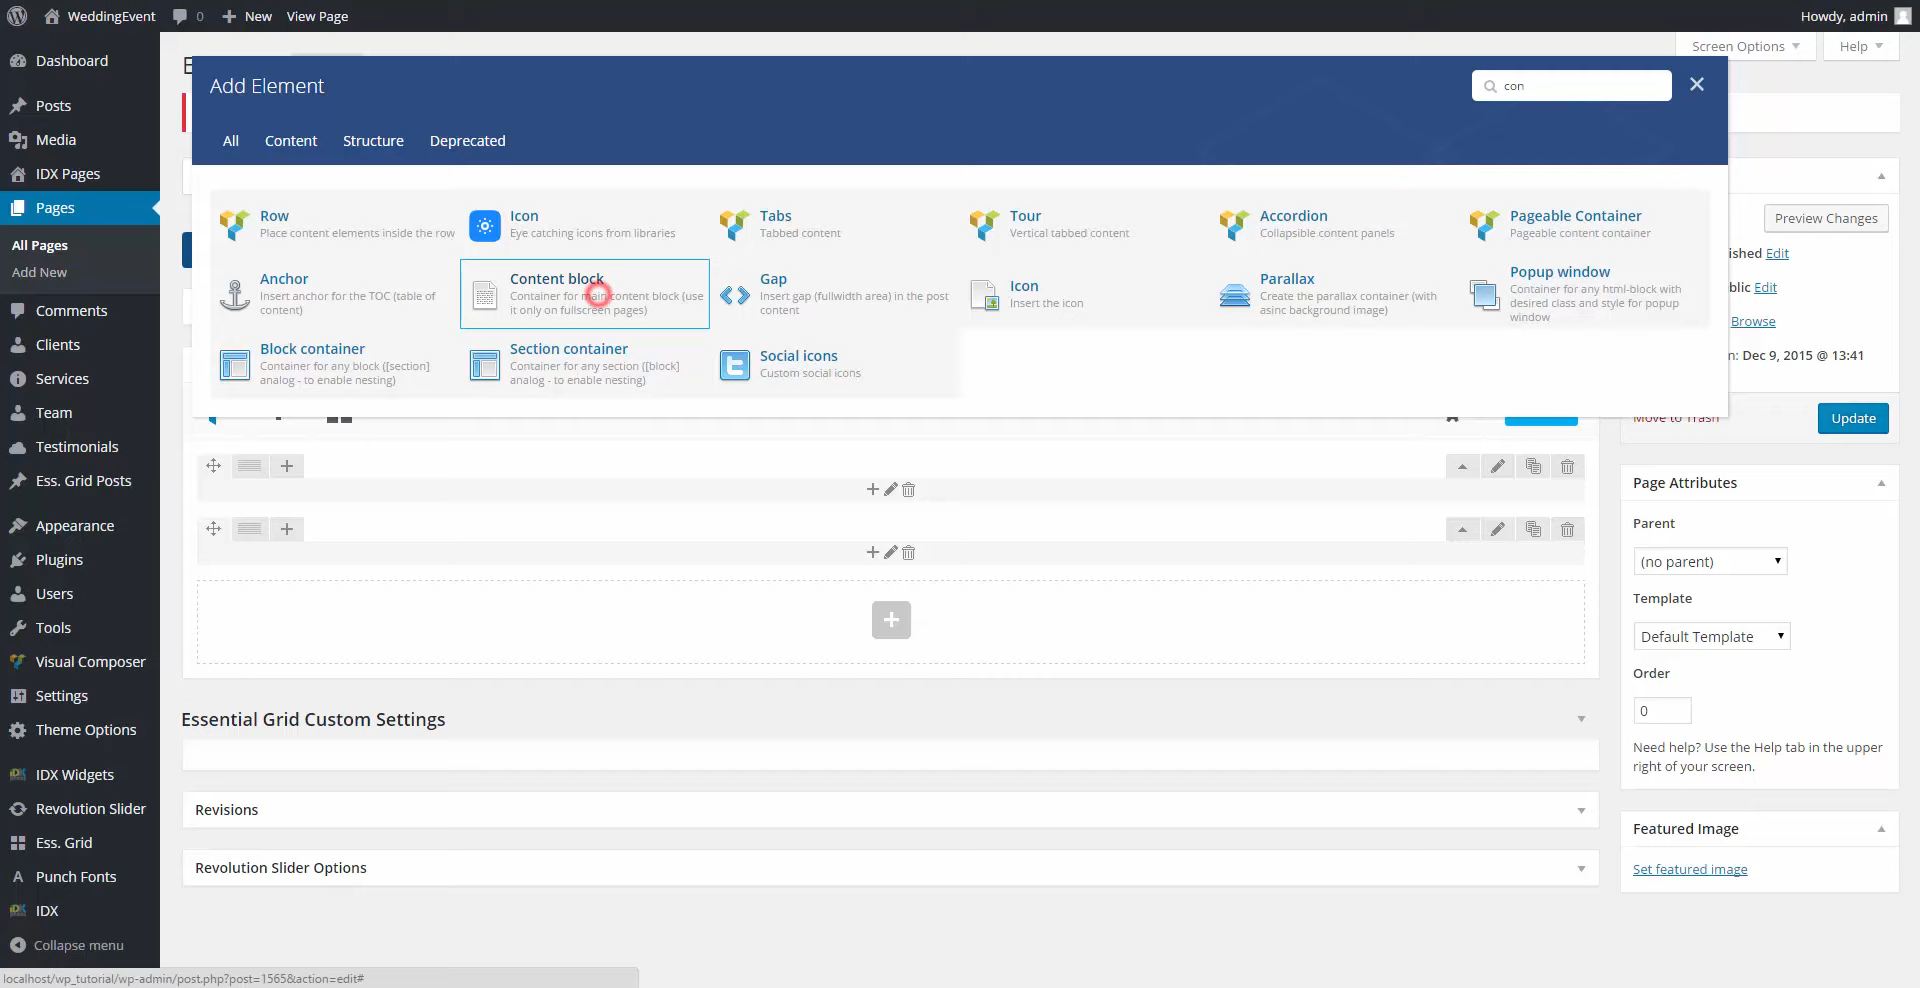 WeddingEvent 0 New View Page Howdy, admin
Screen Options Help
Dashboard
Posts
Media
IDX Pages
Pages
All Pages
Add New
Comments
Clients
Services
Team
Testimonials
Ess. Grid Posts
Appearance
Plugins
Users
Tools
Visual Composer
Settings
Theme Options
IDX Widgets
Revolution Slider
Ess. Grid
Punch Fonts
IDX
Collapse menu
Add Element
con
All Content Structure Deprecated
Row
Place content elements inside the row
Icon
Eye catching icons from libraries
Tabs
Tabbed content
Tour
Vertical tabbed content
Accordion
Collapsible content panels
Pageable Container
Pageable content container
Anchor
Insert anchor for the TOC (table of
content)
Content block
Container for main content block (use
it only on fullscreen pages)
Gap
Insert gap (fullwidth area) in the post
content
Icon
Insert the icon
Parallax
Create the parallax container (with
asinc background image)
Popup window
Container for any html-block with
desired class and style for popup
window
Block container
Container for any block ([section]
analog - to enable nesting)
Section container
Container for any section ([block]
analog - to enable nesting)
Social icons
Custom social icons
Preview Changes
ished Edit
blic Edit
Browse
n: Dec 9, 2015 @ 13:41
Move to Trash
Update
Page Attributes
Parent
(no parent)
Template
Default Template
Order
0
Need help? Use the Help tab in the upper
right of your screen.
Featured Image
Set featured image
Essential Grid Custom Settings
Revisions
Revolution Slider Options
localhost/wp_tutorial/wp-admin/post.php?post=1565&action=edit#